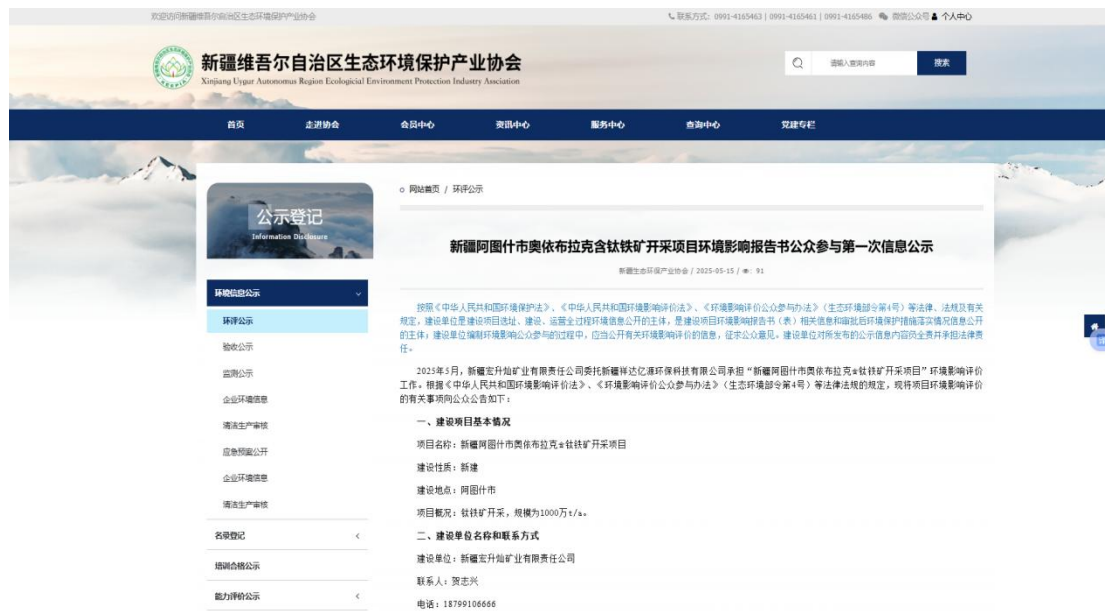 欢迎访问新疆维吾尔自治区生态环境保护产业协会
联系方式: 0991-4165463 | 0991-4165461 | 0991-4165486 微信公众号 个人中心
新疆维吾尔自治区生态环境保护产业协会
Xinjiang Uygur Autonomous Region Ecologicial Environment Protection Industry Association
请输入查询内容
搜索
首页 走进协会 会员中心 资讯中心 服务中心 查询中心 党建专栏
公示登记
Information Disclosure
网站首页 / 环评公示
新疆阿图什市奥依布拉克含钛铁矿开采项目环境影响报告书公众参与第一次信息公示
新疆生态环保产业协会 / 2025-05-15 / : 91
环境信息公示
环评公示
验收公示
监测公示
企业环境信息
清洁生产审核
应急预案公开
企业环境信息
清洁生产审核
名录登记
培训合格公示
能力评价公示
按照《中华人民共和国环境保护法》、《中华人民共和国环境影响评价法》、《环境影响评价公众参与办法》(生态环境部令第4号)等法律、法规及有关
规定,建设单位是建设项目选址、建设、运营全过程环境信息公开的主体,是建设项目环境影响报告书(表)相关信息和审批后环境保护措施落实情况信息公开
的主体;建设单位编制环境影响公众参与的过程中,应当公开有关环境影响评价的信息,征求公众意见。建设单位对所发布的公示信息内容须全责并承担法律责
任。
2025年5月,新疆宏升灿矿业有限责任公司委托新疆祥达亿源环保科技有限公司承担“新疆阿图什市奥依布拉克含钛铁矿开采项目”环境影响评价
工作。根据《中华人民共和国环境影响评价法》、《环境影响评价公众参与办法》(生态环境部令第4号)等法律法规的规定,现将项目环境影响评价
的有关事项向公众公告如下:
一、建设项目基本情况
项目名称:新疆阿图什市奥依布拉克含钛铁矿开采项目
建设性质:新建
建设地点:阿图什市
项目概况:钛铁矿开采,规模为1000万t/a。
二、建设单位名称和联系方式
建设单位:新疆宏升灿矿业有限责任公司
联系人:贺志兴
电话:18799106666